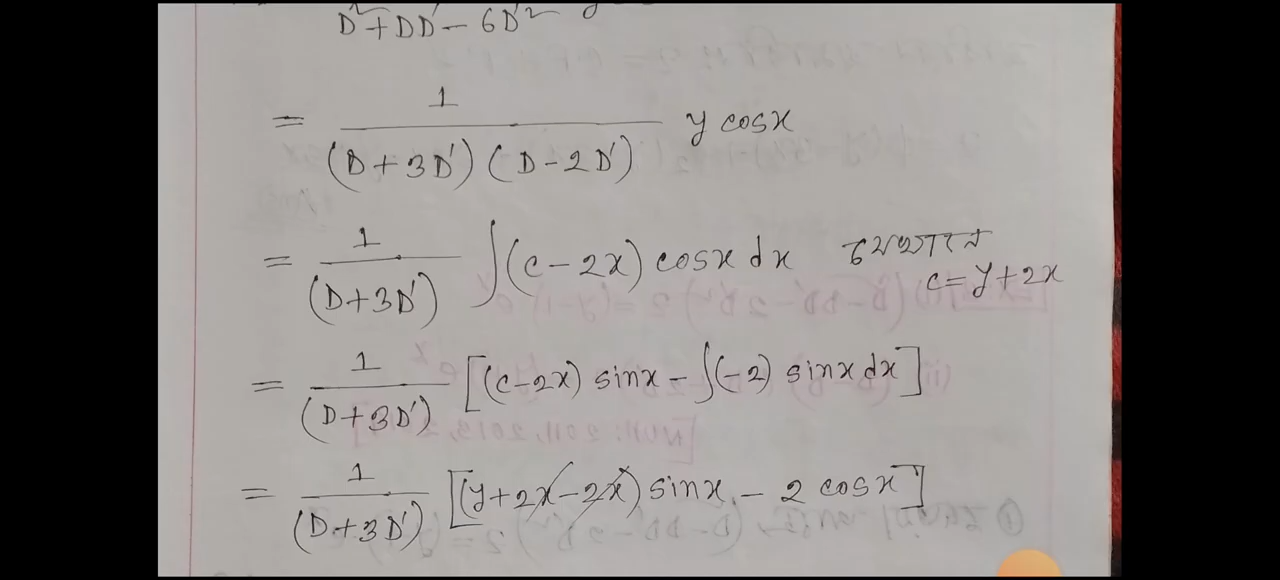 D²+DD′-6D′²
= 1/((D+3D′)(D-2D′)) y cosx
= 1/((D+3D′)) ∫(c-2x) cosx dx যেখানে c=y+2x
= 1/((D+3D′)) [(c-2x) sinx - ∫(-2) sinx dx]
= 1/((D+3D′)) [(y+2x-2x) sinx - 2 cosx]